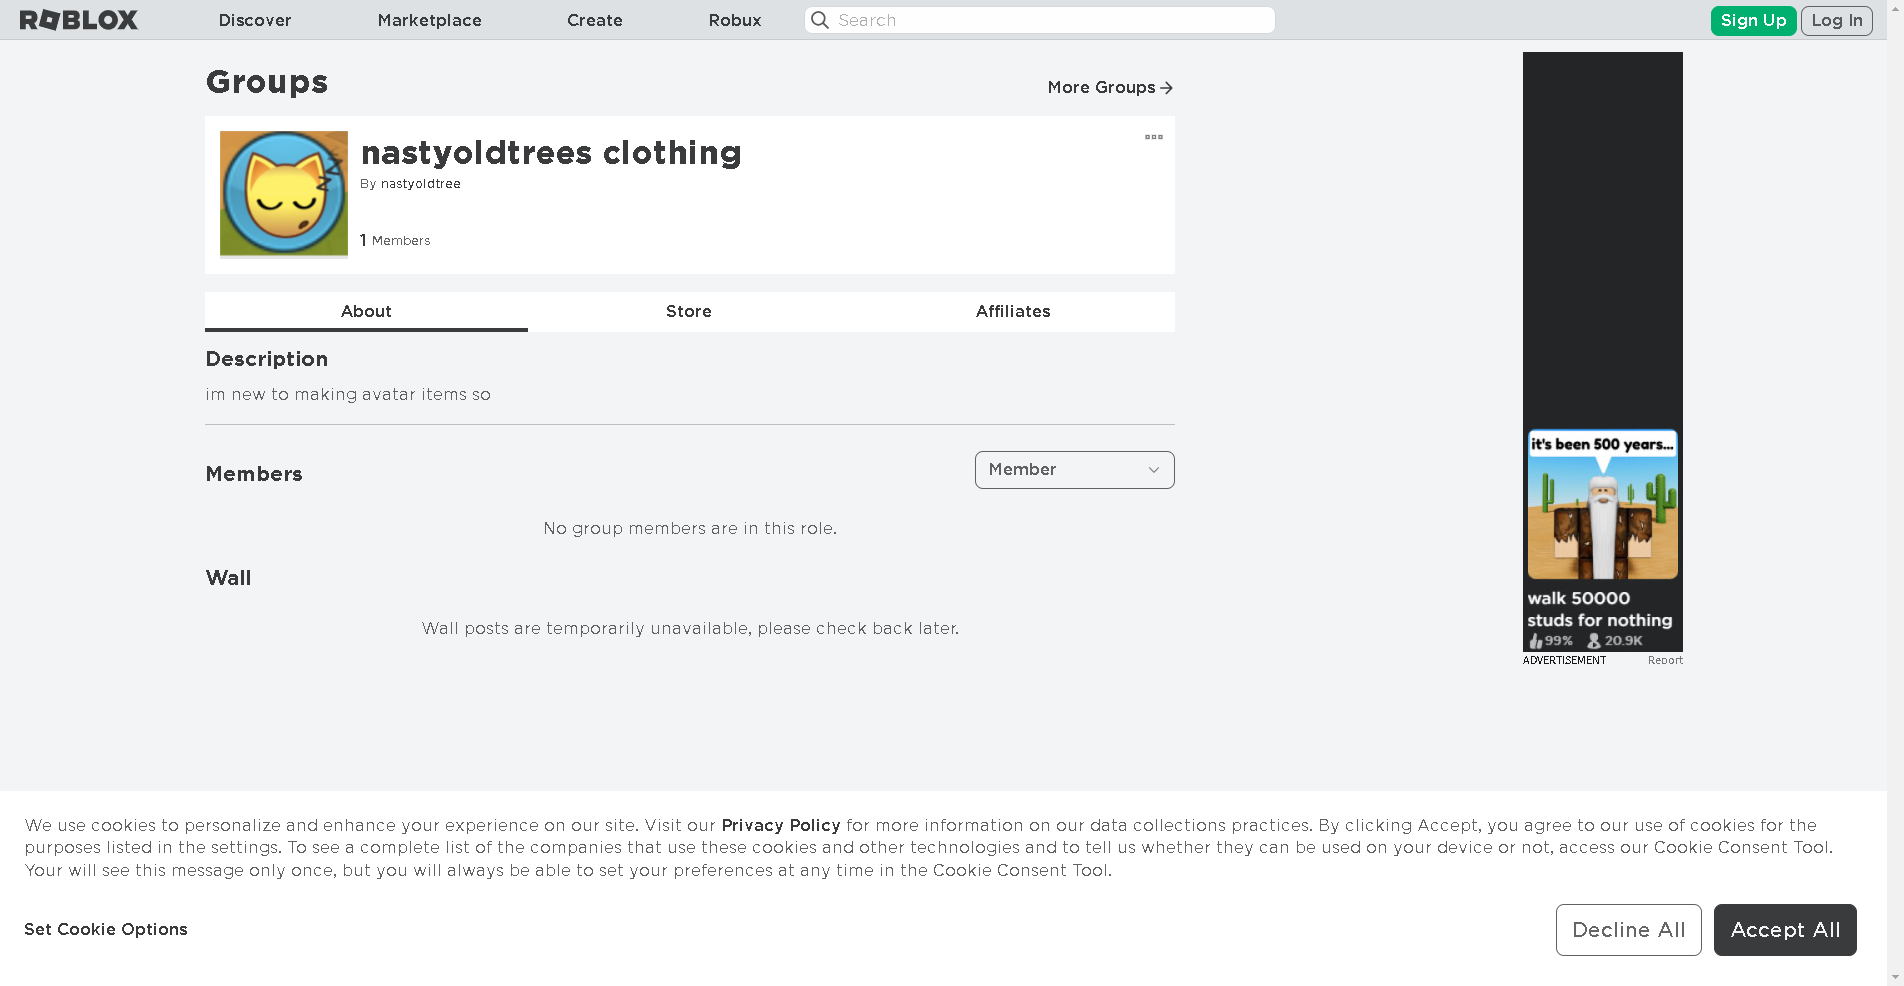 ROBLOX
Discover
Marketplace
Create
Robux
Search
Sign Up
Log In
Groups
More Groups
nastyoldtrees clothing
By nastyoldtree
1 Members
About
Store
Affiliates
Description
im new to making avatar items so
Members
Member
No group members are in this role.
Wall
Wall posts are temporarily unavailable, please check back later.
it's been 500 years...
walk 50000
studs for nothing
99% 20.9K
ADVERTISEMENT
Report
We use cookies to personalize and enhance your experience on our site. Visit our Privacy Policy for more information on our data collections practices. By clicking Accept, you agree to our use of cookies for the
purposes listed in the settings. To see a complete list of the companies that use these cookies and other technologies and to tell us whether they can be used on your device or not, access our Cookie Consent Tool.
Your will see this message only once, but you will always be able to set your preferences at any time in the Cookie Consent Tool.
Set Cookie Options
Decline All
Accept All